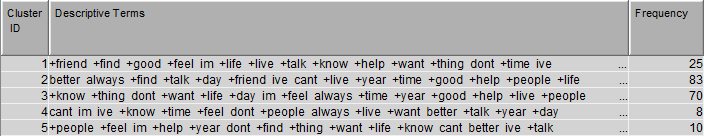 Cluster ID Descriptive Terms Frequency
1 +friend +find +good +feel im +life +live +talk +know +help +want +thing dont +time ive ... 25
2 better always +find +talk +day +friend ive cant +live +year +time +good +help +people +life ... 83
3 +know +thing dont +want +life +day im +feel always +time +year +good +help +live +people ... 70
4 cant im ive +know +time +feel dont +people always +live +want better +talk +year +day ... 8
5 +people +feel im +help +year dont +find +thing +want +life +know cant better ive +talk ... 10